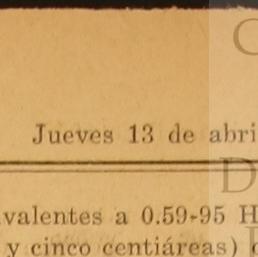 Jueves 13 de abri
valentes a 0.59-95 H
y cinco centiáreas)